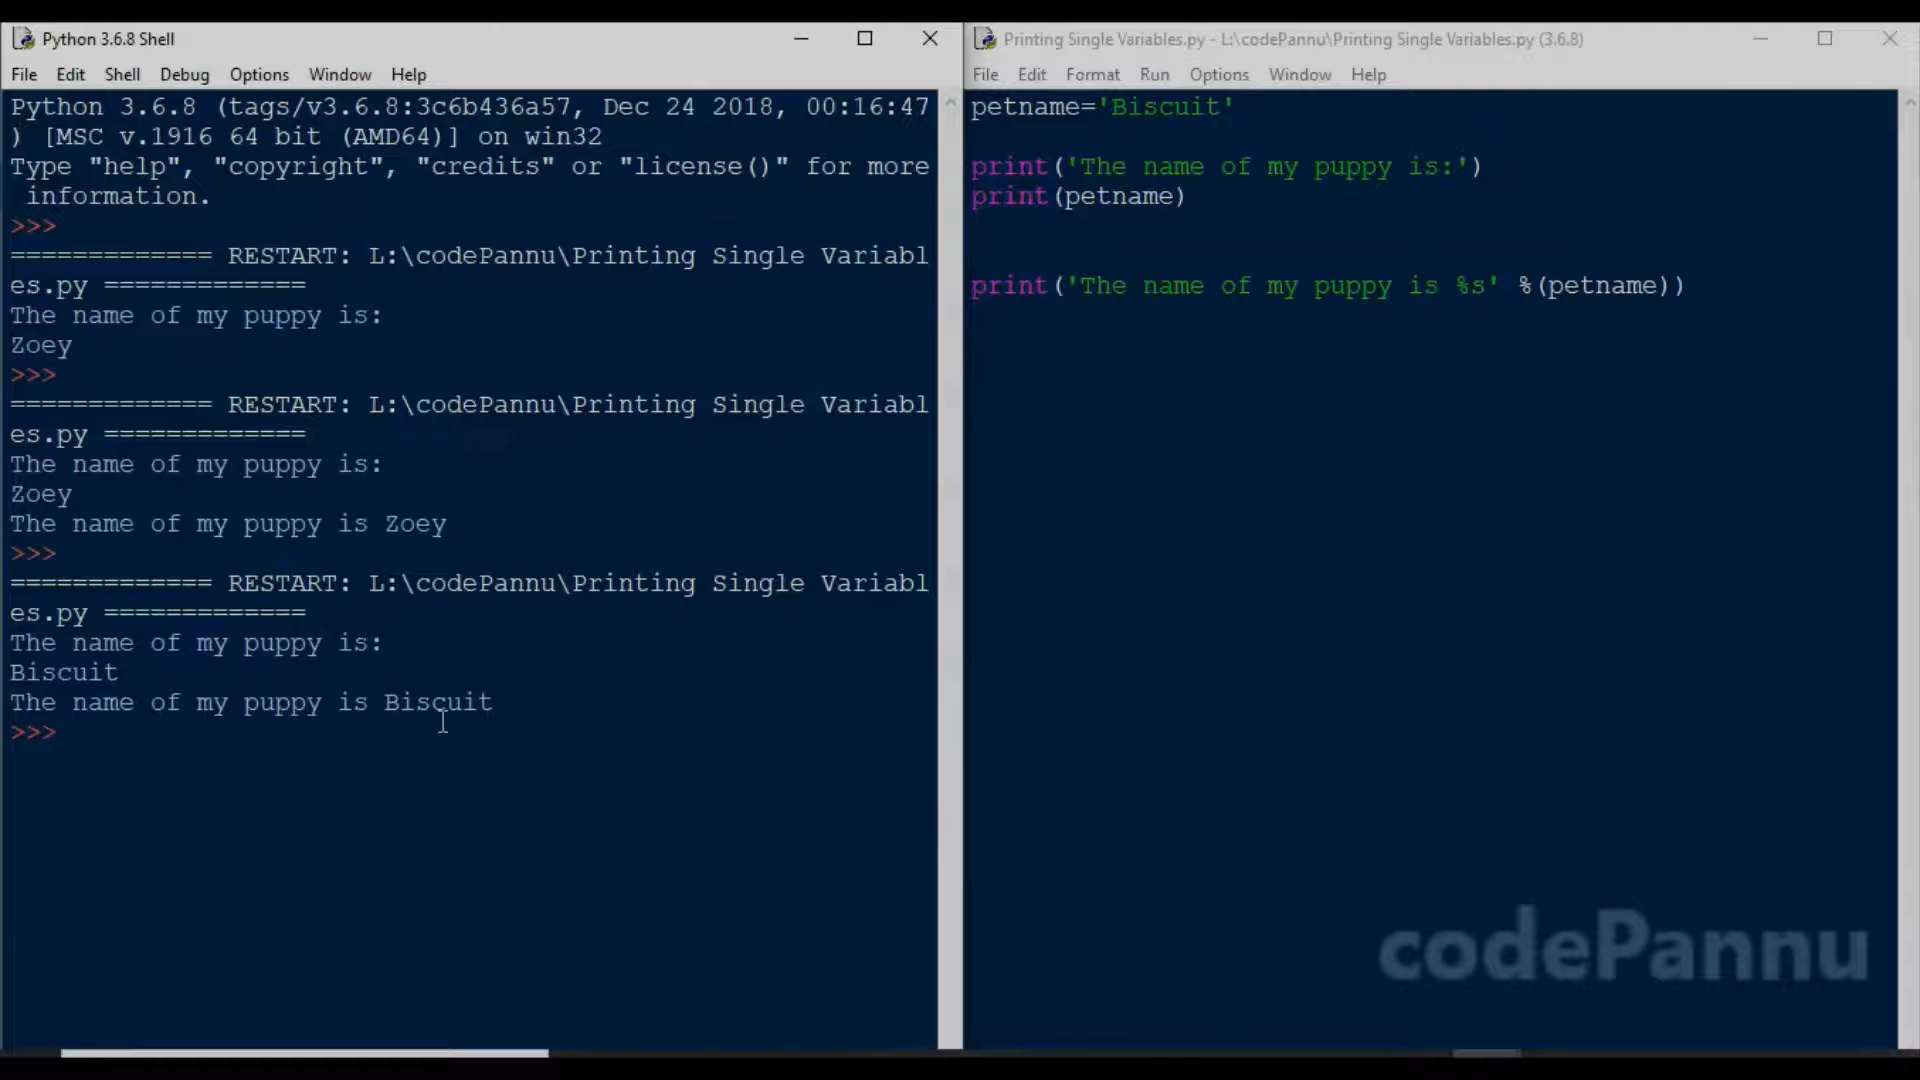 Python 3.6.8 Shell
File Edit Shell Debug Options Window Help
Python 3.6.8 (tags/v3.6.8:3c6b436a57, Dec 24 2018, 00:16:47
) [MSC v.1916 64 bit (AMD64)] on win32
Type "help", "copyright", "credits" or "license()" for more
 information.
>>>
============= RESTART: L:\codePannu\Printing Single Variabl
es.py =============
The name of my puppy is:
Zoey
>>>
============= RESTART: L:\codePannu\Printing Single Variabl
es.py =============
The name of my puppy is:
Zoey
The name of my puppy is Zoey
>>>
============= RESTART: L:\codePannu\Printing Single Variabl
es.py =============
The name of my puppy is:
Biscuit
The name of my puppy is Biscuit
>>>
Printing Single Variables.py - L:\codePannu\Printing Single Variables.py (3.6.8)
File Edit Format Run Options Window Help
petname='Biscuit'
print('The name of my puppy is:')
print(petname)
print('The name of my puppy is %s' %(petname))
codePannu